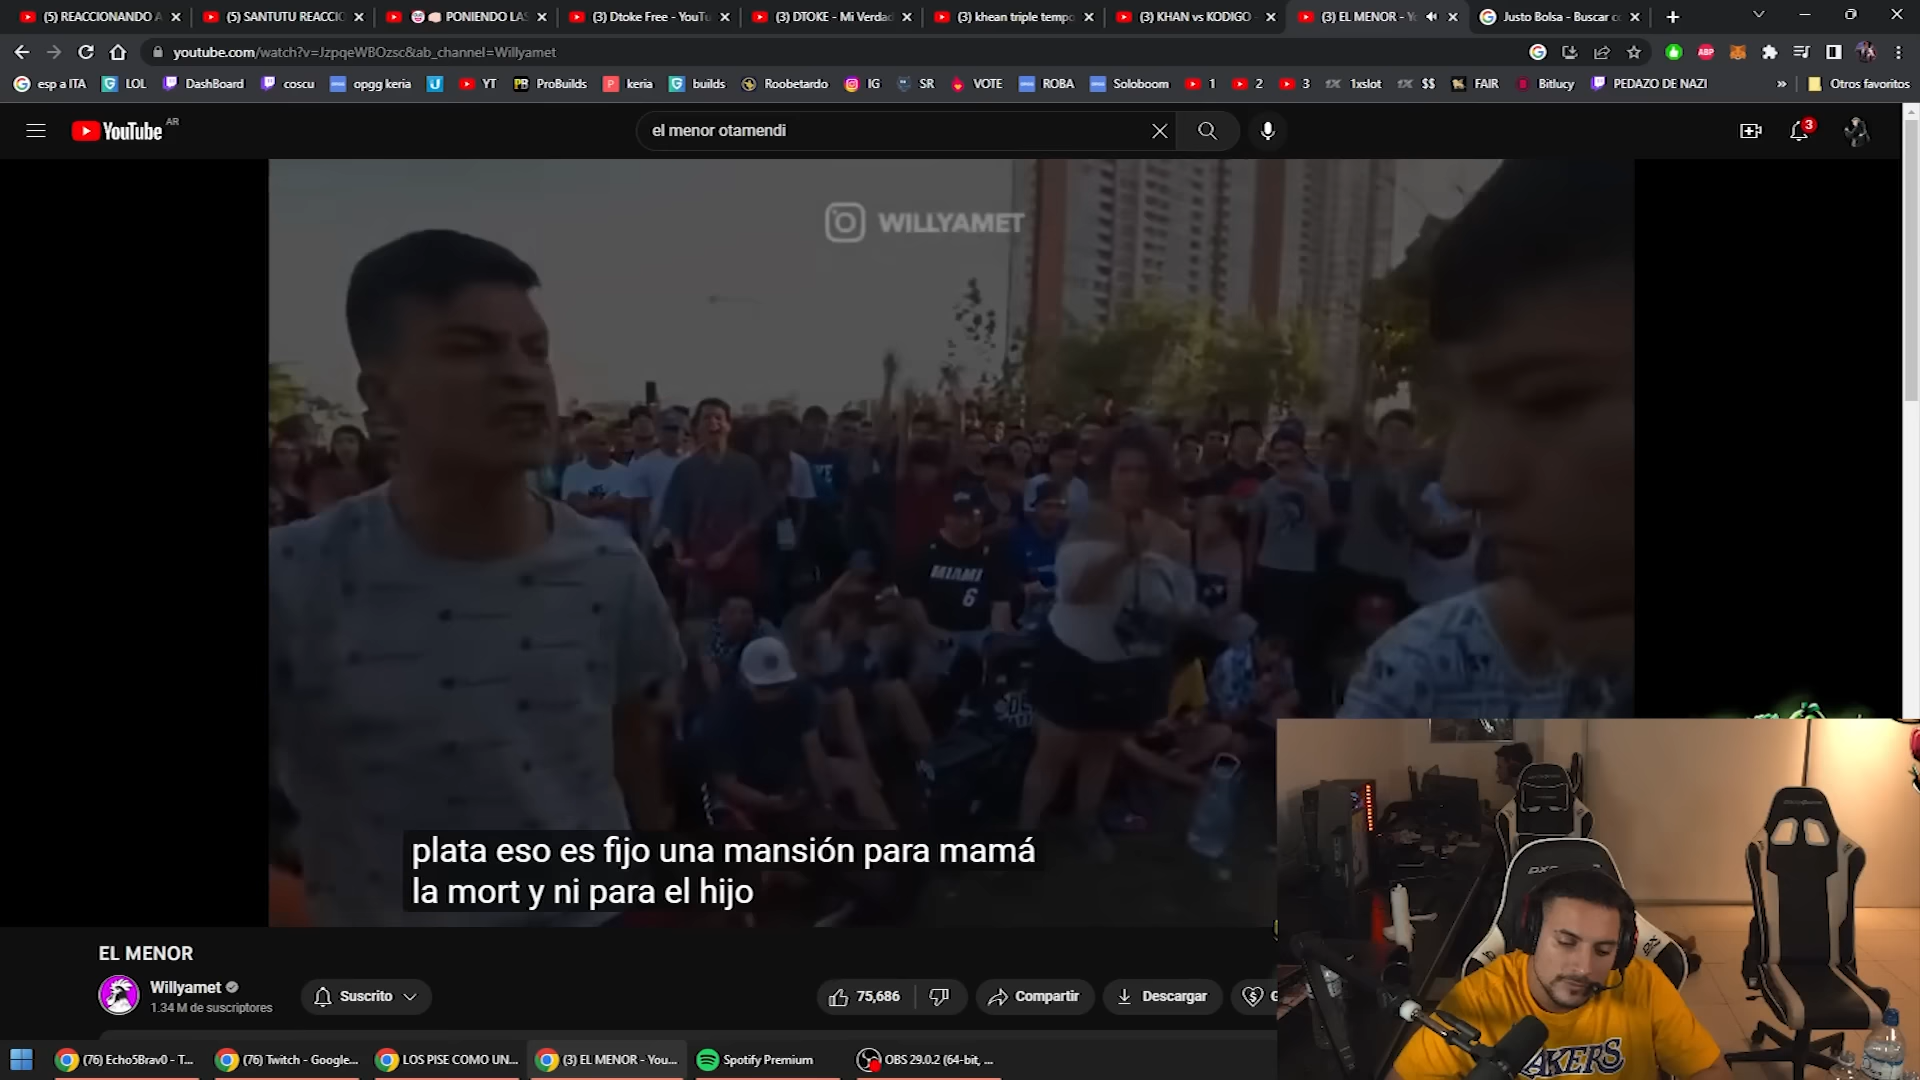 (5) REACCIONANDO A
(5) SANTUTU REACCIO
PONIENDO LAS
(3) Dtoke Free - YouTu
(3) DTOKE - Mi Verdad
(3) khean triple tempo
(3) KHAN vs KODIGO
(3) EL MENOR - Y
Justo Bolsa - Buscar c
youtube.com/watch?v=JzpqeWBOzsc&ab_channel=Willyamet
esp a ITA
LOL
DashBoard
coscu
opgg keria
YT
ProBuilds
keria
builds
Roobetardo
IG
SR
VOTE
ROBA
Soloboom
1
2
3
1xslot
$$
FAIR
Bitlucy
PEDAZO DE NAZI
»
Otros favoritos
YouTube AR
el menor otamendi
3
WILLYAMET
MIAMI
6
plata eso es fijo una mansión para mamá
la mort y ni para el hijo
EL MENOR
Willyamet
1.34 M de suscriptores
Suscrito
75,686
Compartir
Descargar
G
AKERS
(76) Echo5Brav0 - T...
(76) Twitch - Google...
LOS PISE COMO UN...
(3) EL MENOR - You...
Spotify Premium
OBS 29.0.2 (64-bit, ...